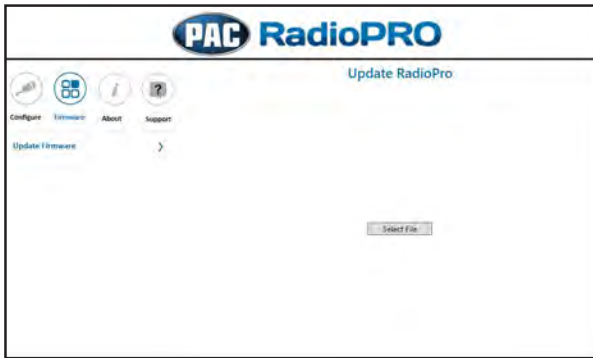 PAC RadioPRO
Update RadioPro
Configure Firmware About Support
Update Firmware
Select File